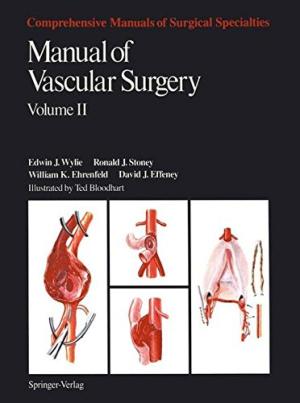 Comprehensive Manuals of Surgical Specialties
Manual of
Vascular Surgery
Volume II
Edwin J. Wylie Ronald J. Stoney
William K. Ehrenfeld David J. Effeney
Illustrated by Ted Bloodhart
Springer-Verlag